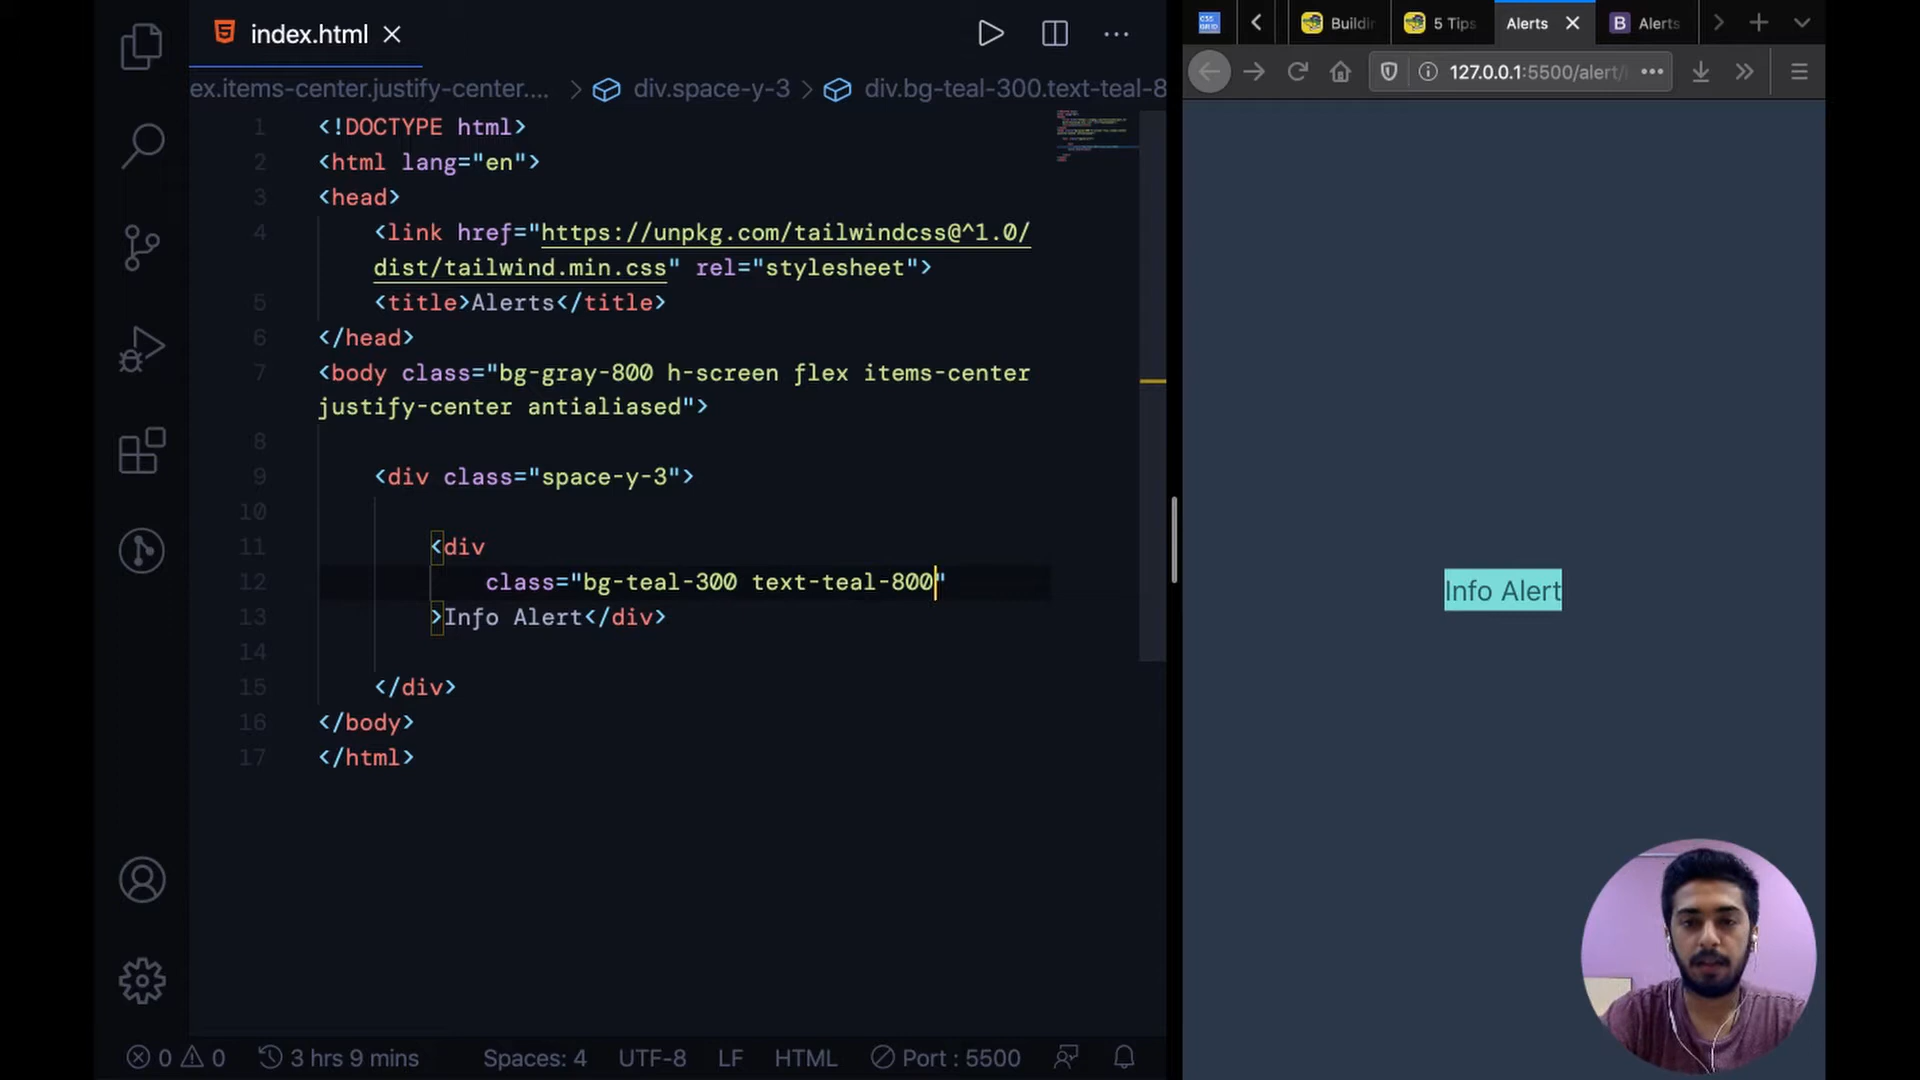 index.html
ex.items-center.justify-center.... > div.space-y-3 > div.bg-teal-300.text-teal-8
1 <!DOCTYPE html>
2 <html lang="en">
3 <head>
4 <link href="https://unpkg.com/tailwindcss@^1.0/
dist/tailwind.min.css" rel="stylesheet">
5 <title>Alerts</title>
6 </head>
7 <body class="bg-gray-800 h-screen flex items-center
justify-center antialiased">
8
9 <div class="space-y-3">
10
11 <div
12 class="bg-teal-300 text-teal-800"
13 >Info Alert</div>
14
15 </div>
16 </body>
17 </html>
0 0 3 hrs 9 mins Spaces: 4 UTF-8 LF HTML Port : 5500
CSS GRID Buildi 5 Tips Alerts B Alerts
127.0.0.1:5500/alert/
Info Alert